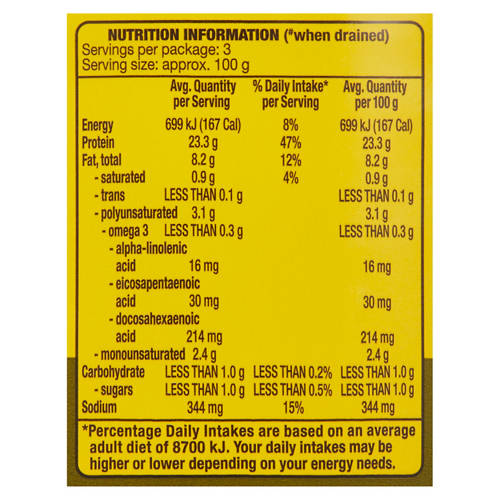 NUTRITION INFORMATION (#when drained)
Servings per package: 3
Serving size: approx. 100 g
Avg. Quantity % Daily Intake* Avg. Quantity
per Serving per Serving per 100 g
Energy 699 kJ (167 Cal) 8% 699 kJ (167 Cal)
Protein 23.3 g 47% 23.3 g
Fat, total 8.2 g 12% 8.2 g
- saturated 0.9 g 4% 0.9 g
- trans LESS THAN 0.1 g LESS THAN 0.1 g
- polyunsaturated 3.1 g 3.1 g
- omega 3 LESS THAN 0.3 g LESS THAN 0.3 g
- alpha-linolenic
acid 16 mg 16 mg
- eicosapentaenoic
acid 30 mg 30 mg
- docosahexaenoic
acid 214 mg 214 mg
- monounsaturated 2.4 g 2.4 g
Carbohydrate LESS THAN 1.0 g LESS THAN 0.2% LESS THAN 1.0 g
- sugars LESS THAN 1.0 g LESS THAN 0.5% LESS THAN 1.0 g
Sodium 344 mg 15% 344 mg
*Percentage Daily Intakes are based on an average
adult diet of 8700 kJ. Your daily intakes may be
higher or lower depending on your energy needs.